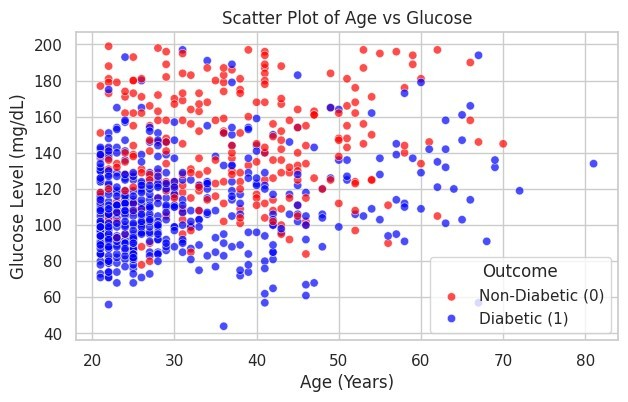 Scatter Plot of Age vs Glucose
Glucose Level (mg/dL)
200
180
160
140
120
100
80
60
40
20 30 40 50 60 70 80
Age (Years)
Outcome
Non-Diabetic (0)
Diabetic (1)